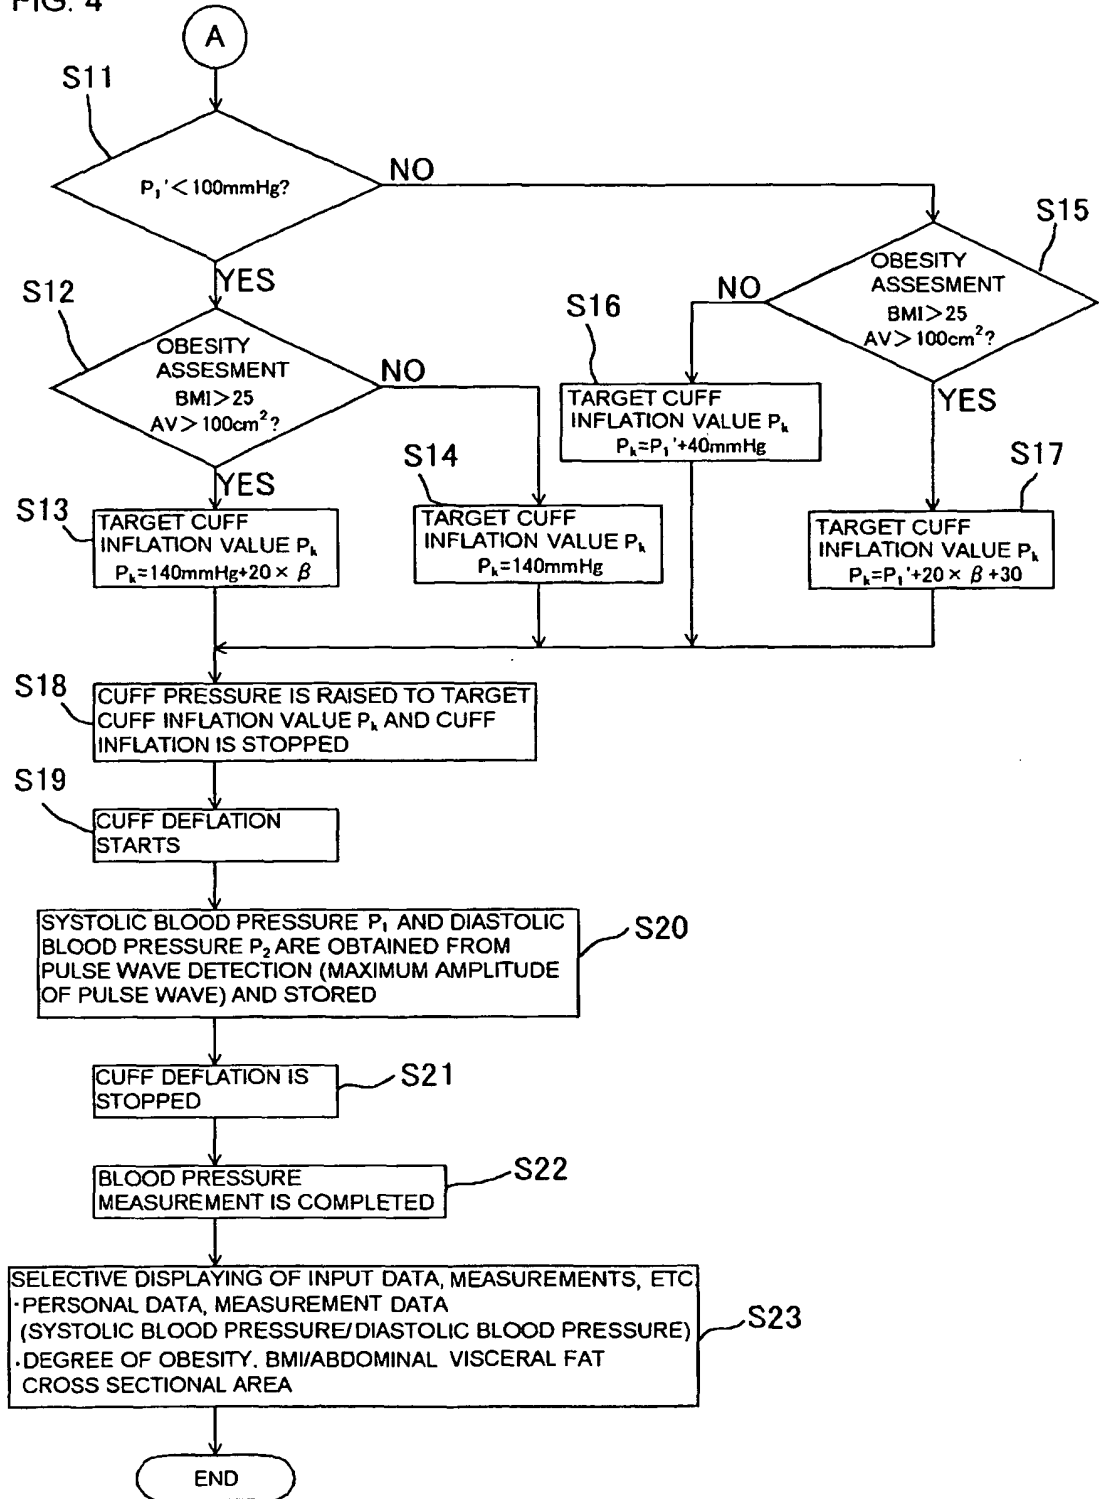 FIG. 4
A
S11
P₁'<100mmHg?
NO
YES
S12
OBESITY
ASSESMENT
BMI>25
AV>100cm²?
NO
YES
S13
TARGET CUFF
INFLATION VALUE Pₖ
Pₖ=140mmHg+20× β
S14
TARGET CUFF
INFLATION VALUE Pₖ
Pₖ=140mmHg
S15
OBESITY
ASSESMENT
BMI>25
AV>100cm²?
NO
YES
S16
TARGET CUFF
INFLATION VALUE Pₖ
Pₖ=P₁'+40mmHg
S17
TARGET CUFF
INFLATION VALUE Pₖ
Pₖ=P₁'+20× β +30
S18
CUFF PRESSURE IS RAISED TO TARGET
CUFF INFLATION VALUE Pₖ AND CUFF
INFLATION IS STOPPED
S19
CUFF DEFLATION
STARTS
SYSTOLIC BLOOD PRESSURE P₁ AND DIASTOLIC
BLOOD PRESSURE P₂ ARE OBTAINED FROM
PULSE WAVE DETECTION (MAXIMUM AMPLITUDE
OF PULSE WAVE) AND STORED
S20
CUFF DEFLATION IS
STOPPED
S21
BLOOD PRESSURE
MEASUREMENT IS COMPLETED
S22
SELECTIVE DISPLAYING OF INPUT DATA, MEASUREMENTS, ETC
·PERSONAL DATA, MEASUREMENT DATA
(SYSTOLIC BLOOD PRESSURE/DIASTOLIC BLOOD PRESSURE)
·DEGREE OF OBESITY. BMI/ABDOMINAL VISCERAL FAT
CROSS SECTIONAL AREA
S23
END